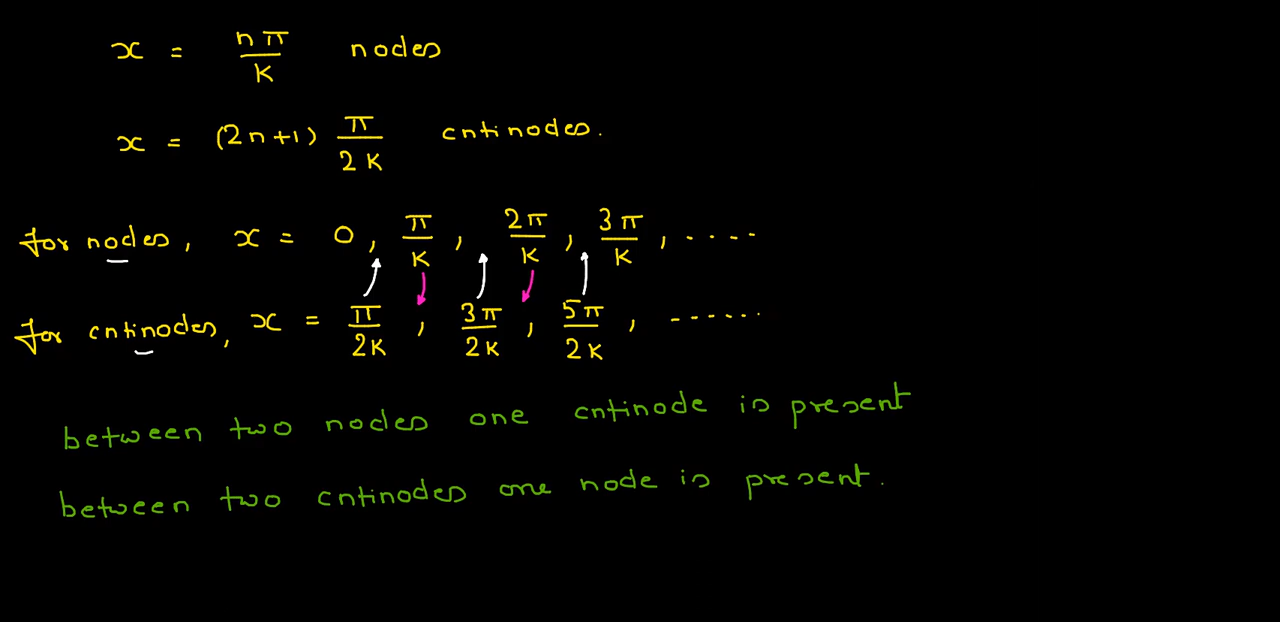 x = nπ/K nodes
x = (2n+1) π/2K antinodes.
for nodes, x = 0, π/K, 2π/K, 3π/K, ....
for antinodes, x = π/2K, 3π/2K, 5π/2K, ......
between two nodes one antinode is present
between two antinodes one node is present.